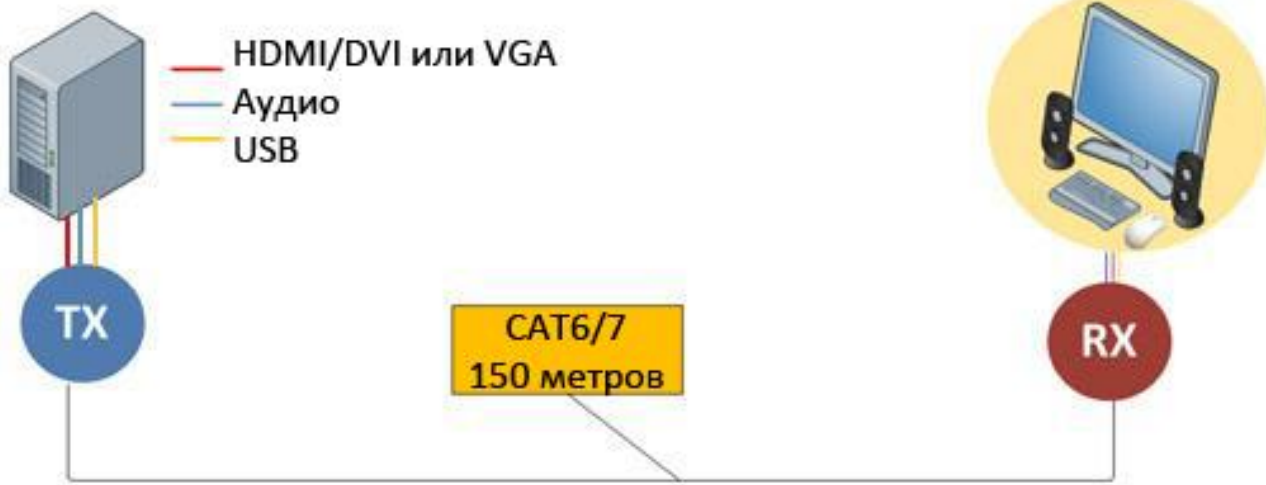 HDMI/DVI или VGA
Аудио
USB
TX
CAT6/7
150 метров
RX